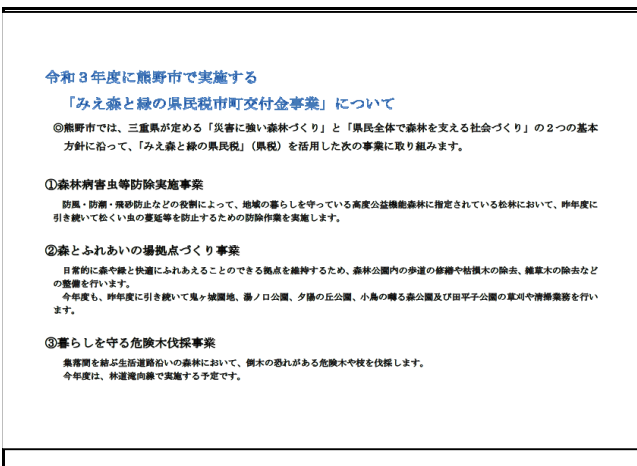 令和３年度に熊野市で実施する
「みえ森と緑の県民税市町交付金事業」について
◎熊野市では、三重県が定める「災害に強い森林づくり」と「県民全体で森林を支える社会づくり」の２つの基本
方針に沿って、「みえ森と緑の県民税」（県税）を活用した次の事業に取り組みます。
①森林病害虫等防除実施事業
防風・防潮・飛砂防止などの役割によって、地域の暮らしを守っている高度公益機能森林に指定されている松林において、昨年度に
引き続いて松くい虫の蔓延等を防止するための防除作業を実施します。
②森とふれあいの場拠点づくり事業
日常的に森や緑と快適にふれあえることのできる拠点を維持するため、森林公園内の歩道の修繕や枯損木の除去、雑草木の除去など
の整備を行います。
今年度も、昨年度に引き続いて鬼ヶ城園地、湯ノ口公園、夕陽の丘公園、小鳥の囀る森公園及び田平子公園の草刈や清掃業務を行い
ます。
③暮らしを守る危険木伐採事業
集落間を結ぶ生活道路沿いの森林において、倒木の恐れがある危険木や枝を伐採します。
今年度は、林道滝向線で実施する予定です。